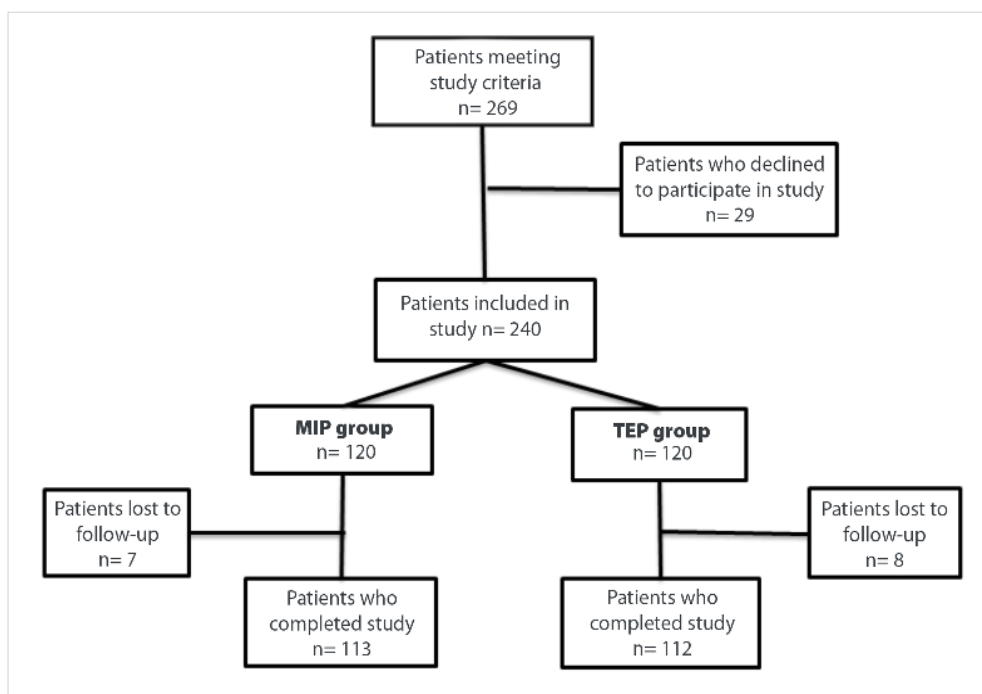 Patients meeting
study criteria
n= 269
Patients who declined
to participate in study
n= 29
Patients included in
study n= 240
MIP group
n= 120
TEP group
n= 120
Patients lost to
follow-up
n= 7
Patients lost to
follow-up
n= 8
Patients who
completed study
n= 113
Patients who
completed study
n= 112